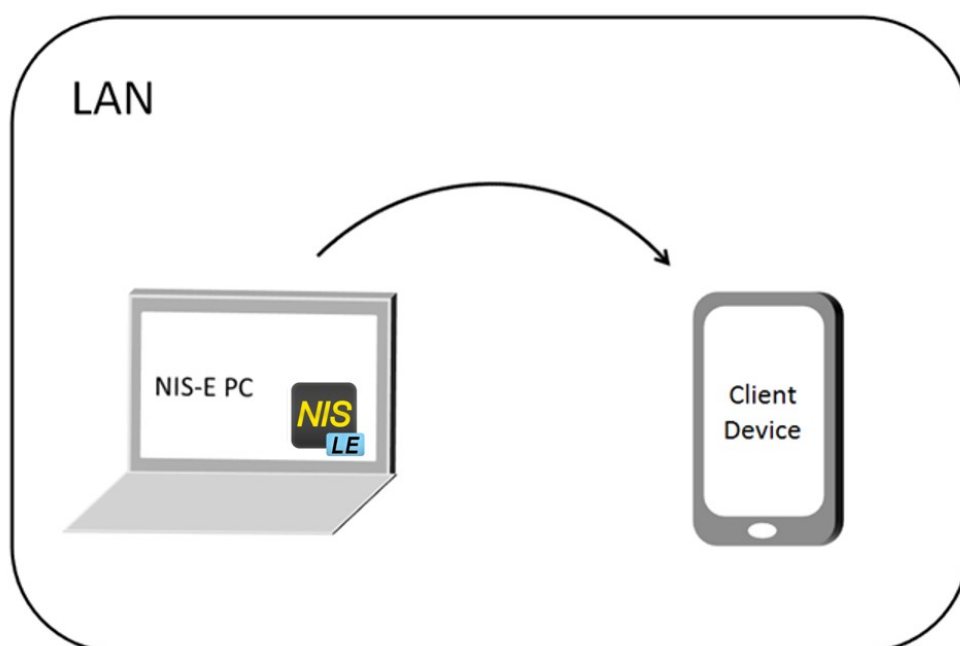 LAN
NIS-E PC
NIS
LE
Client
Device